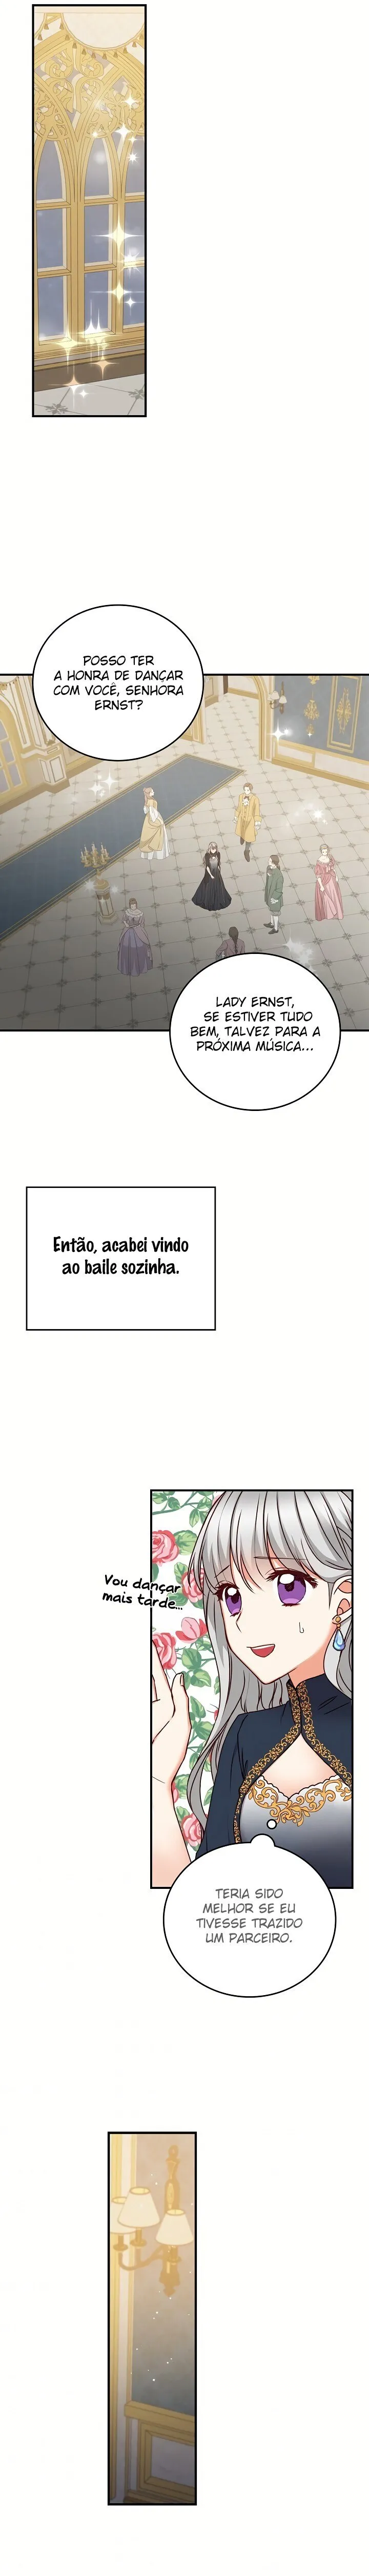 POSSO TER
A HONRA DE DANÇAR
COM VOCÊ, SENHORA
ERNST?
LADY ERNST,
SE ESTIVER TUDO
BEM, TALVEZ PARA A
PRÓXIMA MÚSICA...
Então, acabei vindo
ao baile sozinha.
Vou dançar
mais tarde...
TERIA SIDO
MELHOR SE EU
TIVESSE TRAZIDO
UM PARCEIRO.